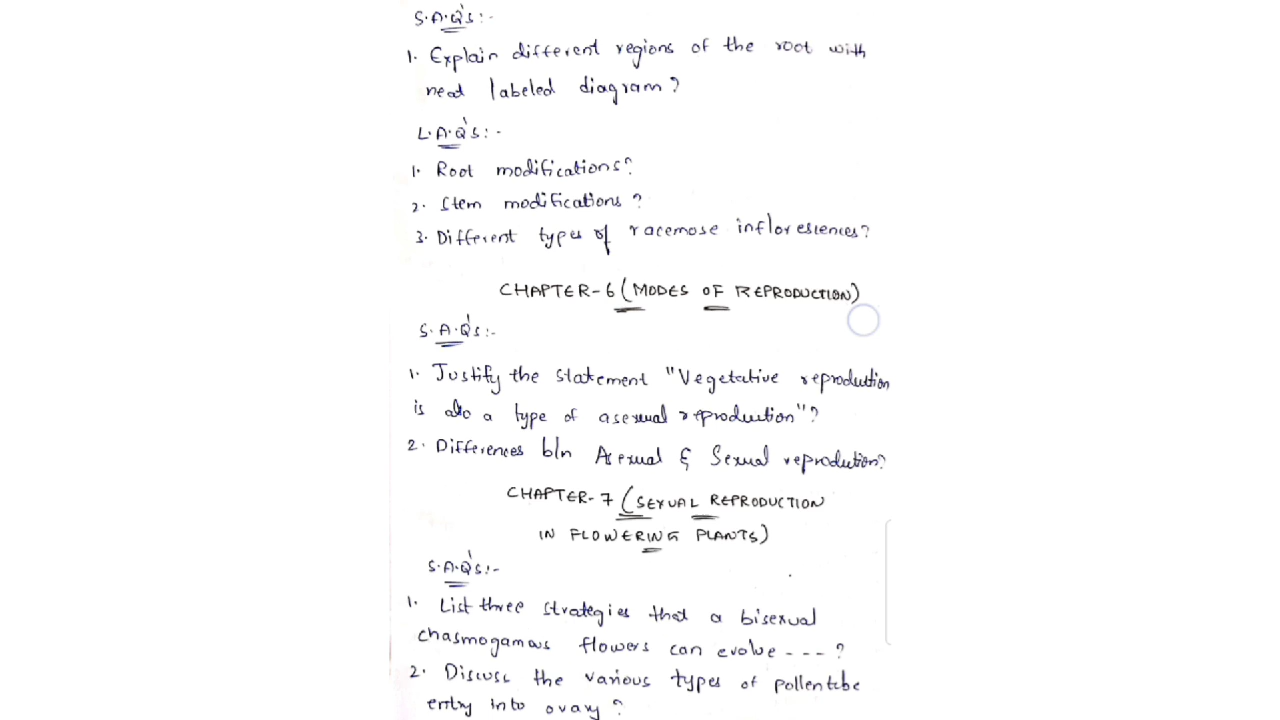 S.A.Q's:-
1. Explain different regions of the root with
neat labeled diagram?
L.A.Q's:-
1. Root modifications?
2. Stem modifications?
3. Different types of racemose inflorescences?
CHAPTER-6 (MODES OF REPRODUCTION)
S.A.Q's:-
1. Justify the statement "Vegetative reproduction
is also a type of asexual reproduction"?
2. Differences b/n Asexual & Sexual reproduction?
CHAPTER-7 (SEXUAL REPRODUCTION
IN FLOWERING PLANTS)
S.A.Q's:-
1. List three strategies that a bisexual
chasmogamous flowers can evolve ---?
2. Discuss the various types of pollentube
entry into ovary?